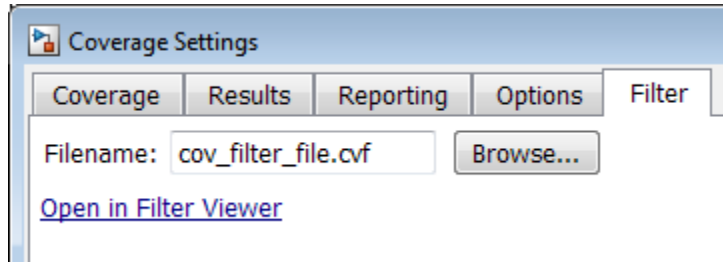 Coverage Settings
Coverage Results Reporting Options Filter
Filename: cov_filter_file.cvf Browse...
Open in Filter Viewer